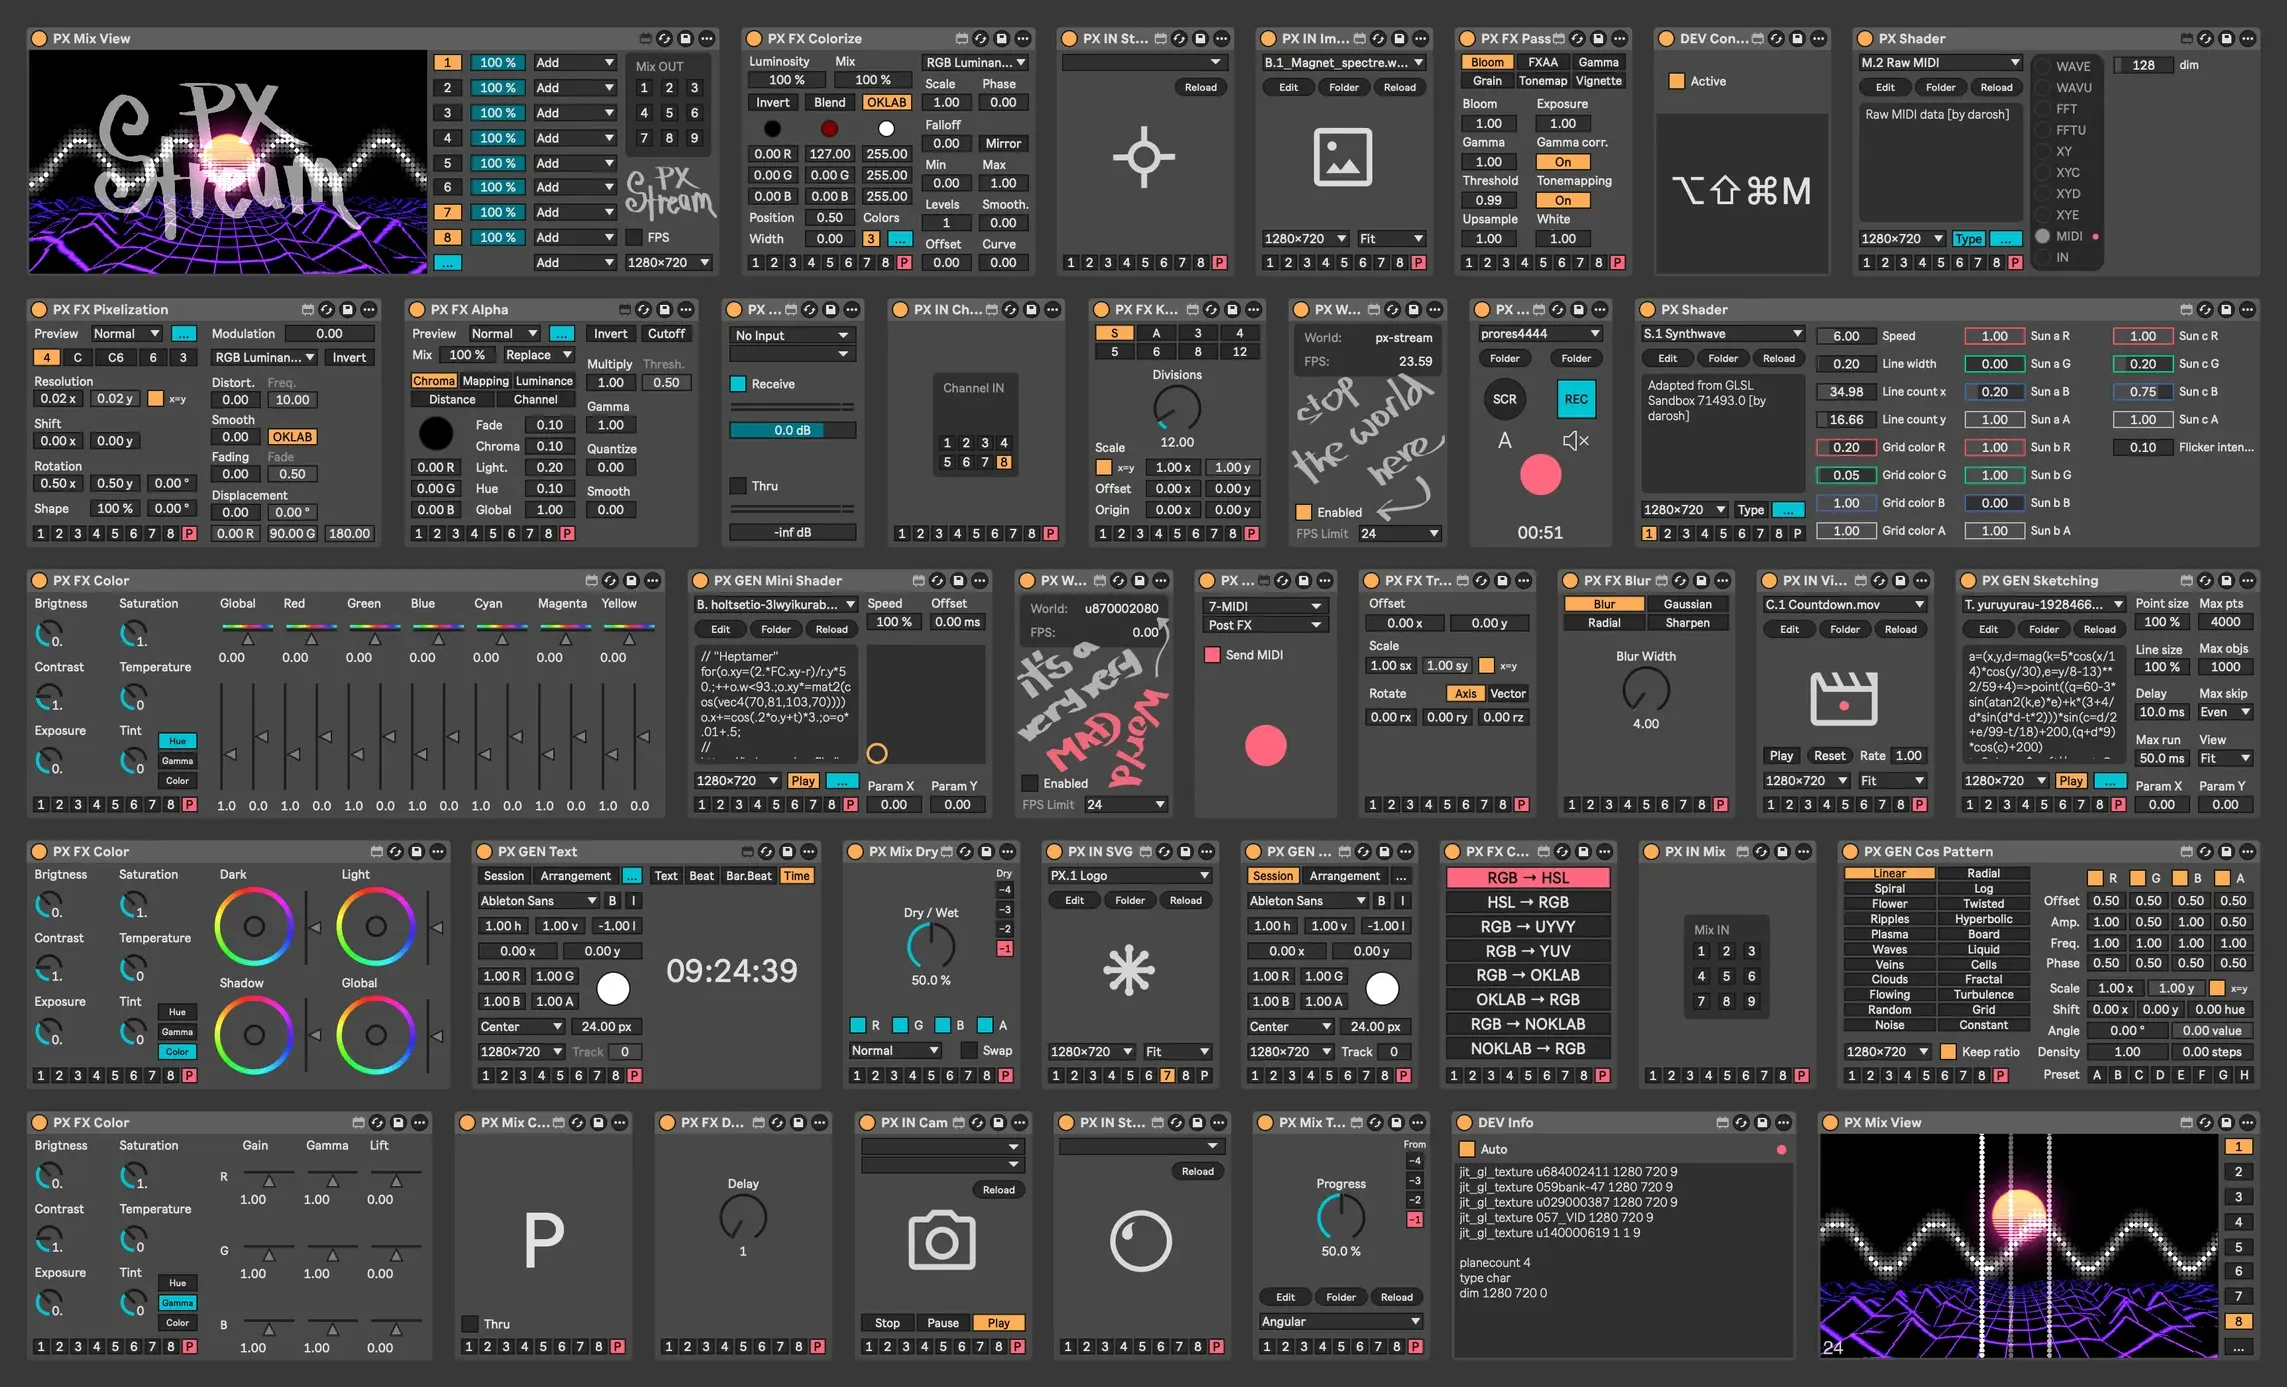 PX Mix View
PX Stream
1 100 % Add
2 100 % Add
3 100 % Add
4 100 % Add
5 100 % Add
6 100 % Add
7 100 % Add
8 100 % Add
... Add
Mix OUT
1 2 3
4 5 6
7 8 9
PX Stream
FPS
1280×720
PX FX Colorize
Luminosity Mix RGB Luminan...
100 % 100 % Scale Phase
Invert Blend OKLAB 1.00 0.00
Falloff
0.00 Mirror
0.00 R 127.00 255.00 Min Max
0.00 G 0.00 G 255.00 0.00 1.00
0.00 B 0.00 B 255.00 Levels Smooth.
Position 0.50 Colors 1 0.00
Width 0.00 3 ... Offset Curve
1 2 3 4 5 6 7 8 P 0.00 0.00
PX IN St...
Reload
1 2 3 4 5 6 7 8 P
PX IN Im...
B.1_Magnet_spectre.w...
Edit Folder Reload
1280×720 Fit
1 2 3 4 5 6 7 8 P
PX FX Pass
Bloom FXAA Gamma
Grain Tonemap Vignette
Bloom Exposure
1.00 1.00
Gamma Gamma corr.
1.00 On
Threshold Tonemapping
0.99 On
Upsample White
1.00 1.00
1 2 3 4 5 6 7 8 P
DEV Con...
Active
⌥⇧⌘M
PX Shader
M.2 Raw MIDI
Edit Folder Reload
Raw MIDI data [by darosh]
1280×720 Type ...
1 2 3 4 5 6 7 8 P
WAVE
WAVU
FFT
FFTU
XY
XYC
XYD
XYE
MIDI
IN
128 dim
PX FX Pixelization
Preview Normal ... Modulation 0.00
4 C C6 6 3 RGB Luminan... Invert
Resolution Distort. Freq.
0.02 x 0.02 y x=y 0.00 10.00
Shift Smooth
0.00 x 0.00 y 0.00 OKLAB
Rotation Fading Fade
0.50 x 0.50 y 0.00 ° 0.00 0.50
Displacement
Shape 100 % 0.00 ° 0.00 0.00 °
1 2 3 4 5 6 7 8 P 0.00 R 90.00 G 180.00
PX FX Alpha
Preview Normal ... Invert Cutoff
Mix 100 % Replace Multiply Thresh.
Chroma Mapping Luminance 1.00 0.50
Distance Channel Gamma
Fade 0.10 1.00
Chroma 0.10 Quantize
0.00 R Light. 0.20 0.00
0.00 G Hue 0.10 Smooth
0.00 B Global 1.00 0.00
1 2 3 4 5 6 7 8 P
PX ...
No Input
Receive
0.0 dB
Thru
-inf dB
PX IN Ch...
Channel IN
1 2 3 4
5 6 7 8
1 2 3 4 5 6 7 8 P
PX FX K...
S A 3 4
5 6 8 12
Divisions
12.00
Scale
x=y 1.00 x 1.00 y
Offset 0.00 x 0.00 y
Origin 0.00 x 0.00 y
1 2 3 4 5 6 7 8 P
PX W...
World: px-stream
FPS: 23.59
stop
the world
here
Enabled
FPS Limit 24
PX ...
prores4444
Folder Folder
SCR REC
A
00:51
PX Shader
S.1 Synthwave
Edit Folder Reload
Adapted from GLSL
Sandbox 71493.0 [by
darosh]
1280×720 Type ...
1 2 3 4 5 6 7 8 P
6.00 Speed 1.00 Sun a R 1.00 Sun c R
0.20 Line width 0.00 Sun a G 0.20 Sun c G
34.98 Line count x 0.20 Sun a B 0.75 Sun c B
16.66 Line count y 1.00 Sun a A 1.00 Sun c A
0.20 Grid color R 1.00 Sun b R 0.10 Flicker inten...
0.05 Grid color G 1.00 Sun b G
1.00 Grid color B 0.00 Sun b B
1.00 Grid color A 1.00 Sun b A
PX FX Color
Brigtness Saturation Global Red Green Blue Cyan Magenta Yellow
0. 1. 0.00 0.00 0.00 0.00 0.00 0.00 0.00
Contrast Temperature
1. 0
Exposure Tint Hue
0. 0 Gamma
Color
1 2 3 4 5 6 7 8 P 1.0 0.0 1.0 0.0 1.0 0.0 1.0 0.0 1.0 0.0 1.0 0.0 1.0 0.0
PX GEN Mini Shader
B. holtsetio-3lwyikurab... Speed Offset
Edit Folder Reload 100 % 0.00 ms
// "Heptamer"
for(o.xy=(2.*FC.xy-r)/r.y*5
0.;++o.w<93.;o.xy*=mat2(c
os(vec4(70,81,103,70))))
o.x+=cos(.2*o.y+t)*3.;o=o*
.01+.5;
//
1280×720 Play ... Param X Param Y
1 2 3 4 5 6 7 8 P 0.00 0.00
PX W...
World: u870002080
FPS: 0.00
it's a
very very
MAD
World
Enabled
FPS Limit 24
PX ...
7-MIDI
Post FX
Send MIDI
PX FX Tr...
Offset
0.00 x 0.00 y
Scale
1.00 sx 1.00 sy x=y
Rotate Axis Vector
0.00 rx 0.00 ry 0.00 rz
1 2 3 4 5 6 7 8 P
PX FX Blur
Blur Gaussian
Radial Sharpen
Blur Width
4.00
1 2 3 4 5 6 7 8 P
PX IN Vi...
C.1 Countdown.mov
Edit Folder Reload
Play Reset Rate 1.00
1280×720 Fit
1 2 3 4 5 6 7 8 P
PX GEN Sketching
T. yuruyurau-1928466... Point size Max pts
Edit Folder Reload 100 % 4000
a=(x,y,d=mag(k=5*cos(x/1
4)*cos(y/30),e=y/8-13)**
2/59+4)=>point((q=60-3*
sin(atan2(k,e)*e)+k*(3+4/
d*sin(d*d-t*2)))*sin(c=d/2
+e/99-t/18)+200,(q+d*9)
*cos(c)+200)
Line size Max objs
100 % 1000
Delay Max skip
10.0 ms Even
Max run View
50.0 ms Fit
1280×720 Play ... Param X Param Y
1 2 3 4 5 6 7 8 P 0.00 0.00
PX FX Color
Brigtness Saturation Dark Light
0. 1.
Contrast Temperature
1. 0 Shadow Global
Exposure Tint Hue
0. 0 Gamma
Color
1 2 3 4 5 6 7 8 P
PX GEN Text
Session Arrangement ... Text Beat Bar.Beat Time
Ableton Sans B I
1.00 h 1.00 v -1.00 l
0.00 x 0.00 y
1.00 R 1.00 G
1.00 B 1.00 A
Center 24.00 px
1280×720 Track 0
1 2 3 4 5 6 7 8 P
09:24:39
PX Mix Dry
Dry
-4
-3
-2
-1
Dry / Wet
50.0 %
R G B A
Normal Swap
1 2 3 4 5 6 7 8 P
PX IN SVG
PX.1 Logo
Edit Folder Reload
1280×720 Fit
1 2 3 4 5 6 7 8 P
PX GEN ...
Session Arrangement ...
Ableton Sans B I
1.00 h 1.00 v -1.00 l
0.00 x 0.00 y
1.00 R 1.00 G
1.00 B 1.00 A
Center 24.00 px
1280×720 Track 0
1 2 3 4 5 6 7 8 P
PX FX C...
RGB → HSL
HSL → RGB
RGB → UYVY
RGB → YUV
RGB → OKLAB
OKLAB → RGB
RGB → NOKLAB
NOKLAB → RGB
1 2 3 4 5 6 7 8 P
PX IN Mix
Mix IN
1 2 3
4 5 6
7 8 9
1 2 3 4 5 6 7 8 P
PX GEN Cos Pattern
Linear Radial R G B A
Spiral Log
Flower Twisted Offset 0.50 0.50 0.50 0.50
Ripples Hyperbolic Amp. 1.00 0.50 1.00 0.50
Plasma Board
Waves Liquid Freq. 1.00 1.00 1.00 1.00
Veins Cells Phase 0.50 0.50 0.50 0.50
Clouds Fractal Scale 1.00 x 1.00 y x=y
Flowing Turbulence
Random Grid Shift 0.00 x 0.00 y 0.00 hue
Noise Constant Angle 0.00 ° 0.00 value
1280×720 Keep ratio Density 1.00 0.00 steps
1 2 3 4 5 6 7 8 P Preset A B C D E F G H
PX FX Color
Brigtness Saturation Gain Gamma Lift
0. 1. R 1.00 1.00 0.00
Contrast Temperature
1. 0 G 1.00 1.00 0.00
Exposure Tint Hue
0. 0 Gamma
Color B
1 2 3 4 5 6 7 8 P 1.00 1.00 0.00
PX Mix C...
P
Thru
1 2 3 4 5 6 7 8 P
PX FX D...
Delay
1
1 2 3 4 5 6 7 8 P
PX IN Cam
Reload
Stop Pause Play
1 2 3 4 5 6 7 8 P
PX IN St...
Reload
1 2 3 4 5 6 7 8 P
PX Mix T...
From
-4
-3
-2
-1
Progress
50.0 %
Edit Folder Reload
Angular
1 2 3 4 5 6 7 8 P
DEV Info
Auto
jit_gl_texture u684002411 1280 720 9
jit_gl_texture 059bank-47 1280 720 9
jit_gl_texture u029000387 1280 720 9
jit_gl_texture 057_VID 1280 720 9
jit_gl_texture u140000619 1 1 9
planecount 4
type char
dim 1280 720 0
PX Mix View
1
2
3
4
5
6
7
8
...
24